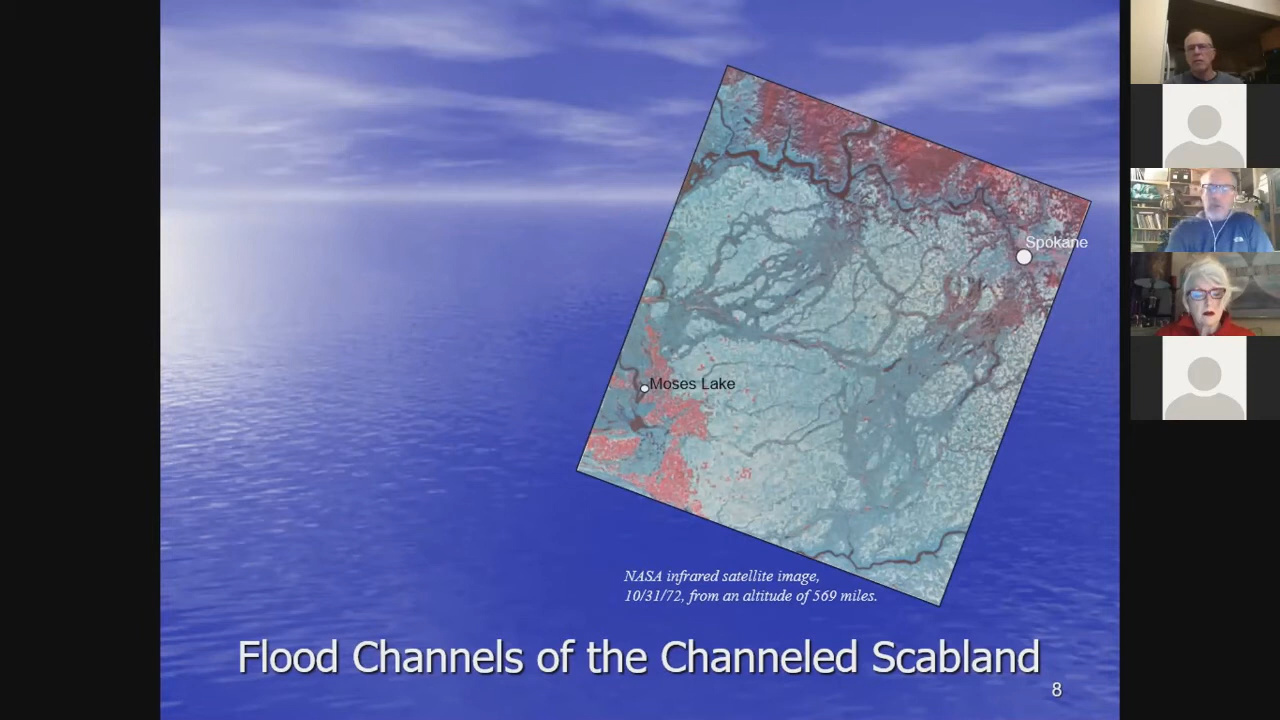 Spokane
Moses Lake
NASA infrared satellite image,
10/31/72, from an altitude of 569 miles.
Flood Channels of the Channeled Scabland
8